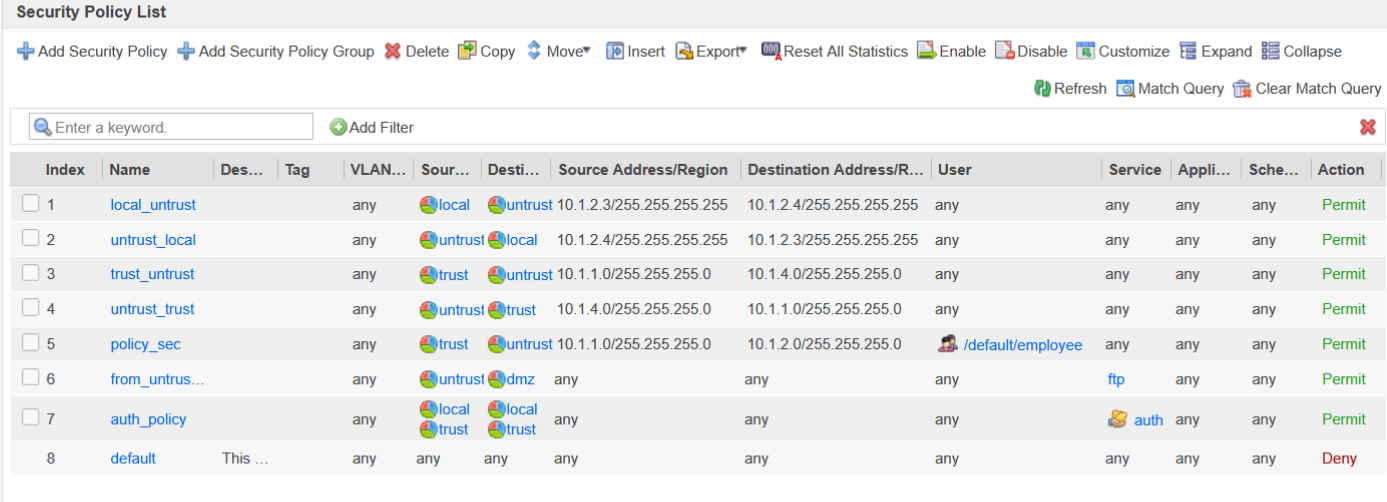 Security Policy List
Add Security Policy Add Security Policy Group Delete Copy Move Insert Export Reset All Statistics Enable Disable Customize Expand Collapse
Refresh Match Query Clear Match Query
Enter a keyword. Add Filter
Index Name Des... Tag VLAN... Sour... Desti... Source Address/Region Destination Address/R... User Service Appli... Sche... Action
1 local_untrust any local untrust 10.1.2.3/255.255.255.255 10.1.2.4/255.255.255.255 any any any any Permit
2 untrust_local any untrust local 10.1.2.4/255.255.255.255 10.1.2.3/255.255.255.255 any any any any Permit
3 trust_untrust any trust untrust 10.1.1.0/255.255.255.0 10.1.4.0/255.255.255.0 any any any any Permit
4 untrust_trust any untrust trust 10.1.4.0/255.255.255.0 10.1.1.0/255.255.255.0 any any any any Permit
5 policy_sec any trust untrust 10.1.1.0/255.255.255.0 10.1.2.0/255.255.255.0 /default/employee any any any Permit
6 from_untrus... any untrust dmz any any any ftp any any Permit
local local
7 auth_policy any any any any auth any any Permit
trust trust
8 default This ... any any any any any any any any any Deny